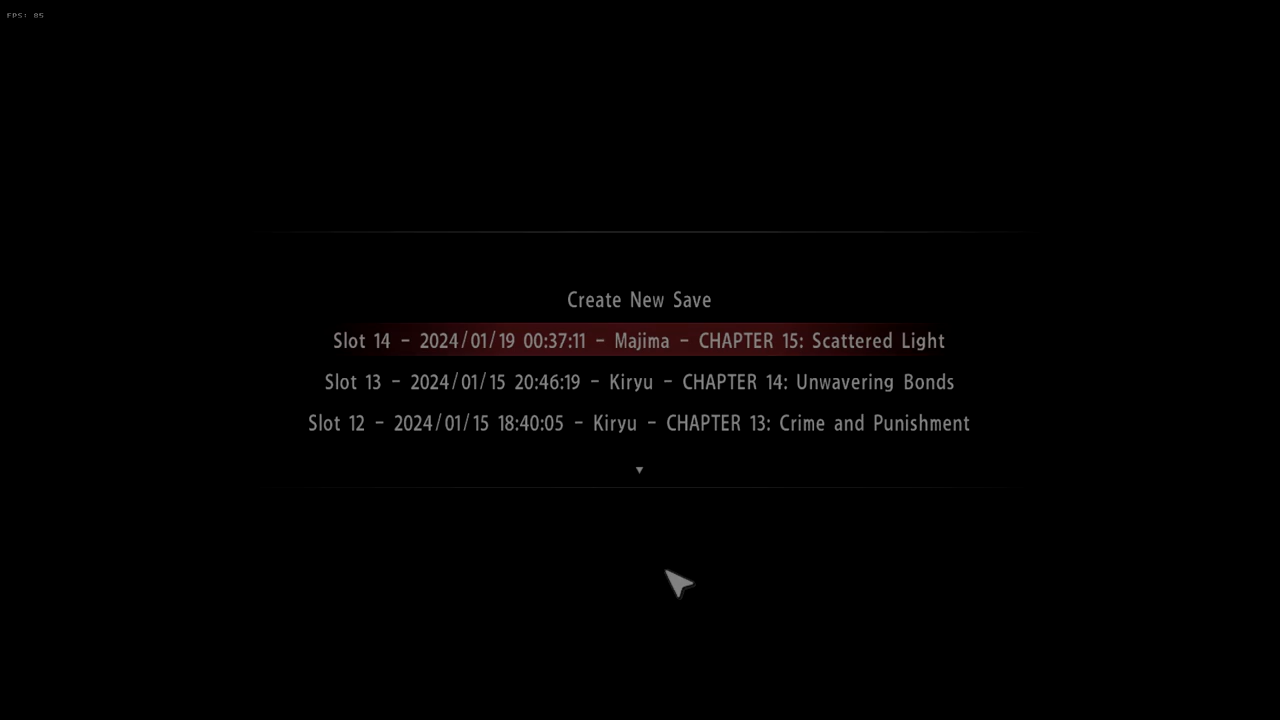 FPS: 85
Create New Save
Slot 14 - 2024/01/19 00:37:11 - Majima - CHAPTER 15: Scattered Light
Slot 13 - 2024/01/15 20:46:19 - Kiryu - CHAPTER 14: Unwavering Bonds
Slot 12 - 2024/01/15 18:40:05 - Kiryu - CHAPTER 13: Crime and Punishment